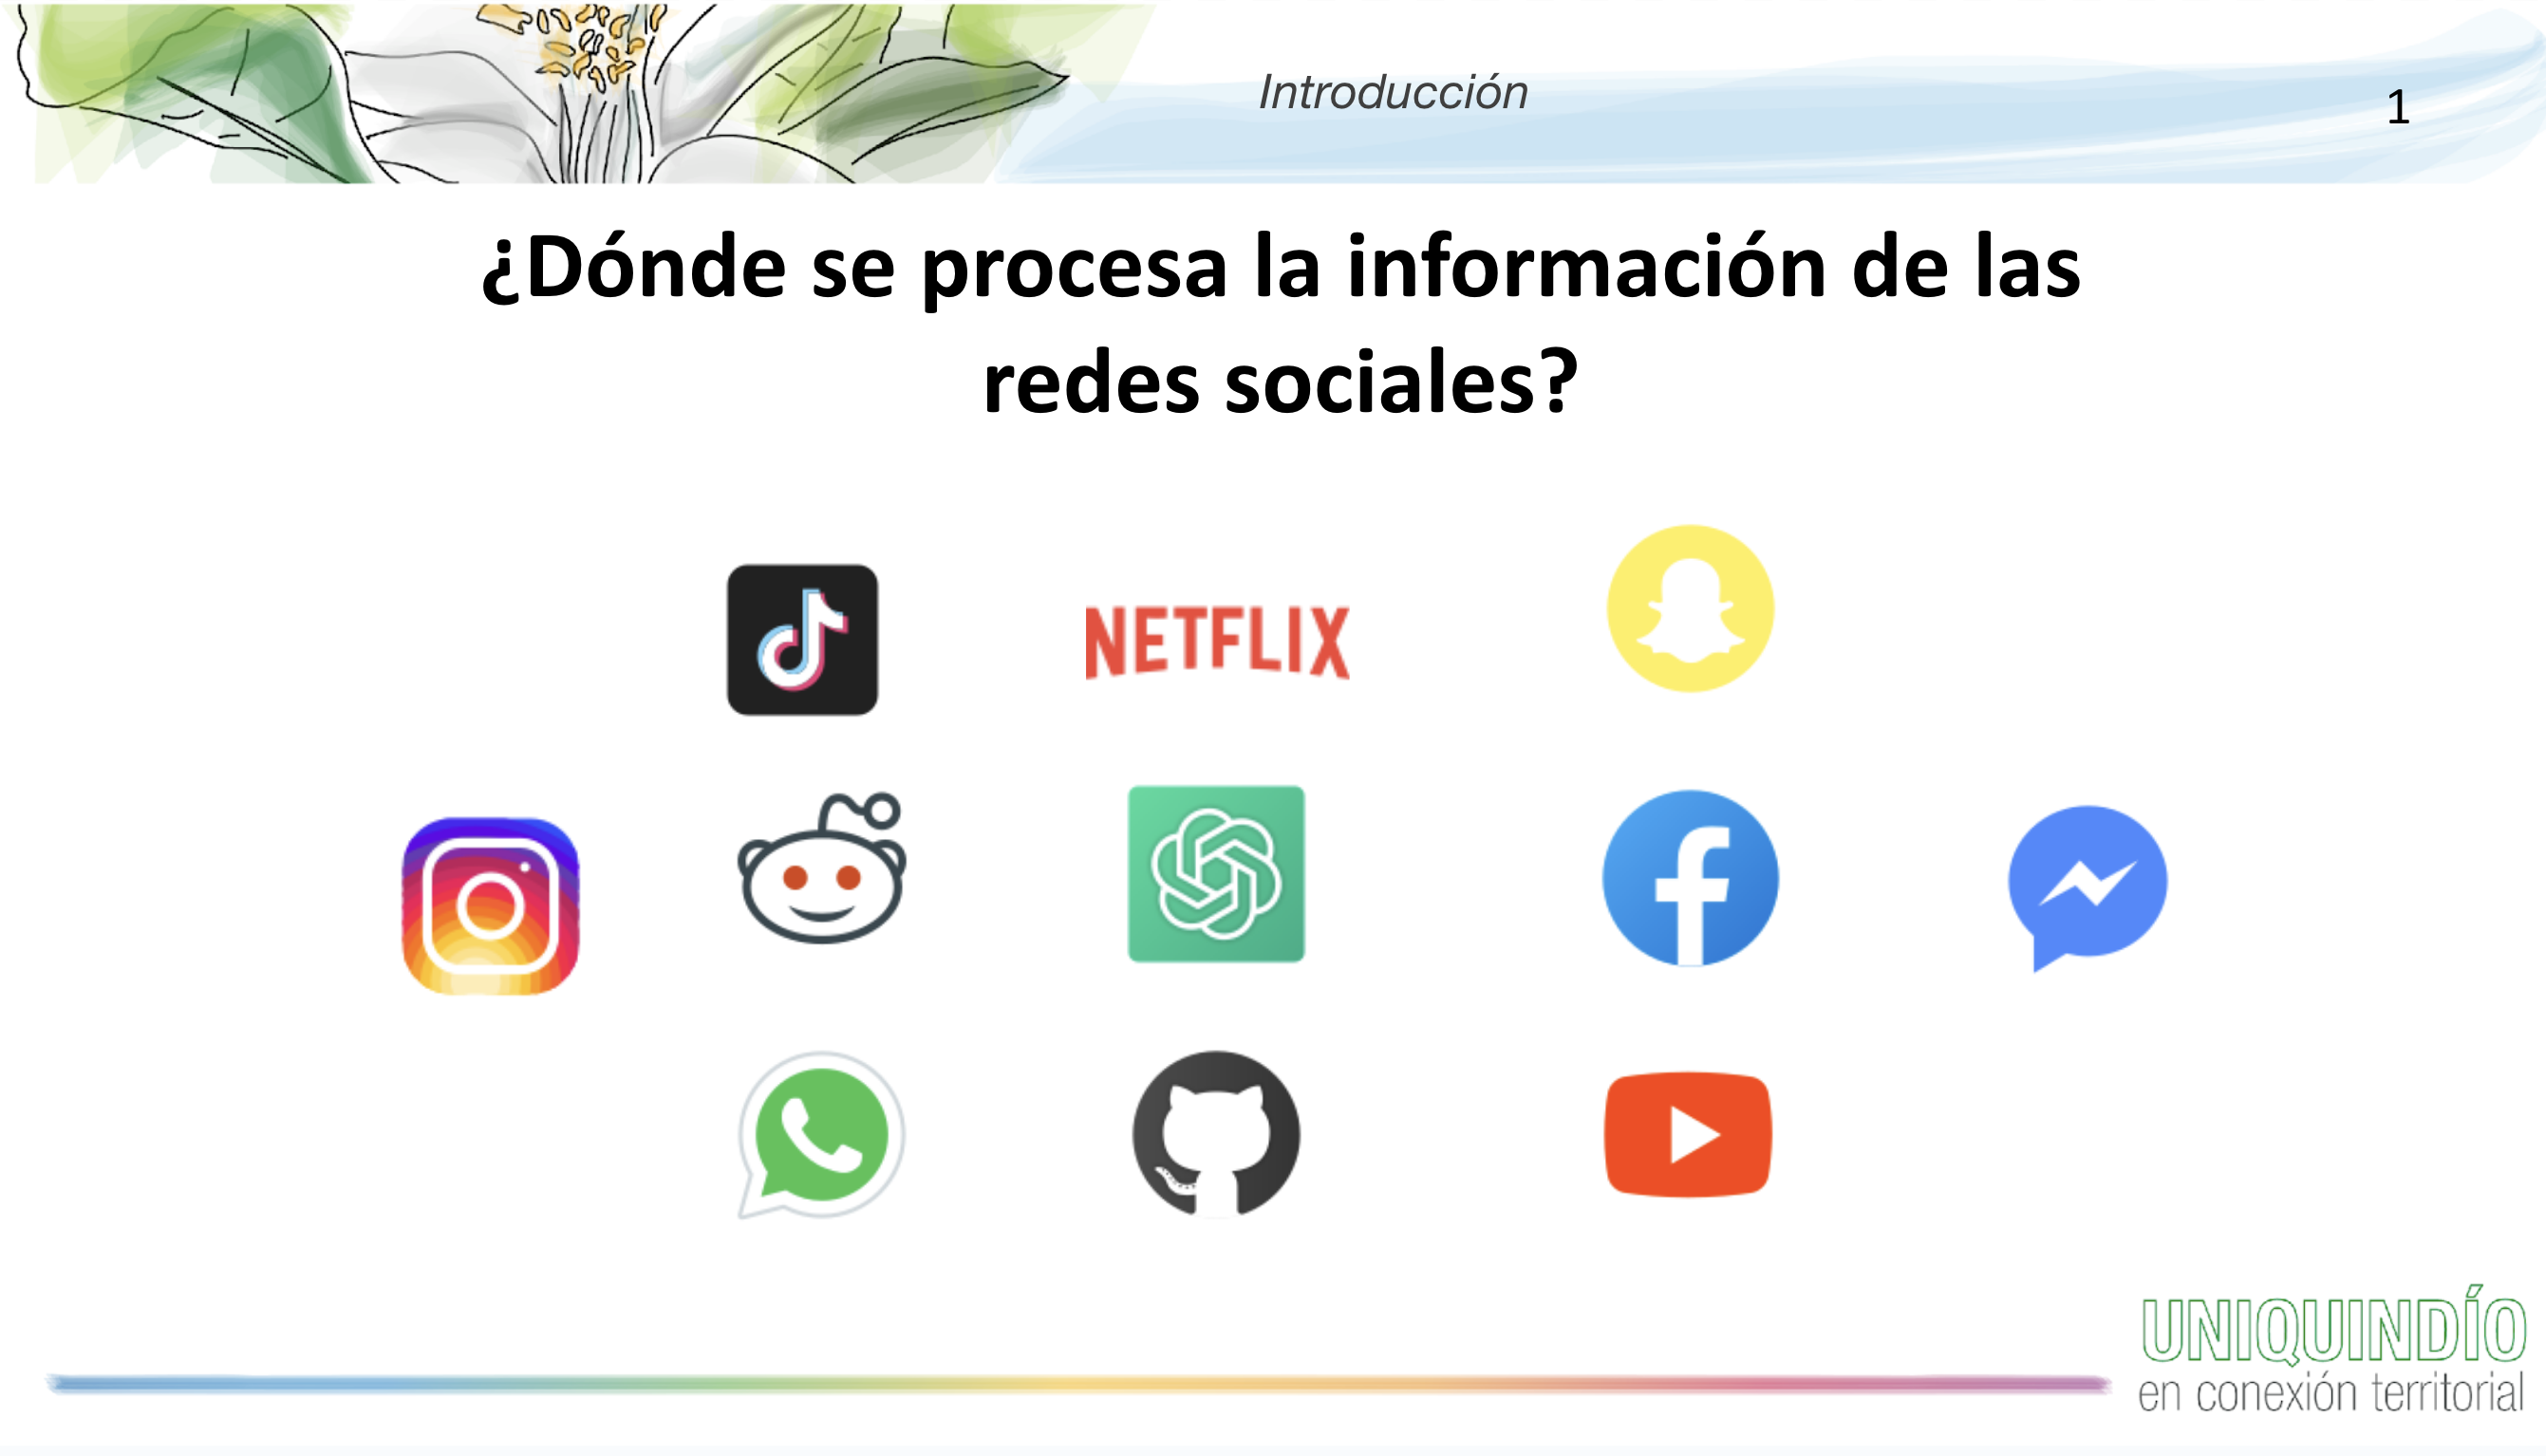 Introducción
1
¿Dónde se procesa la información de las
redes sociales?
NETFLIX
UNIQUINDÍO
en conexión territorial